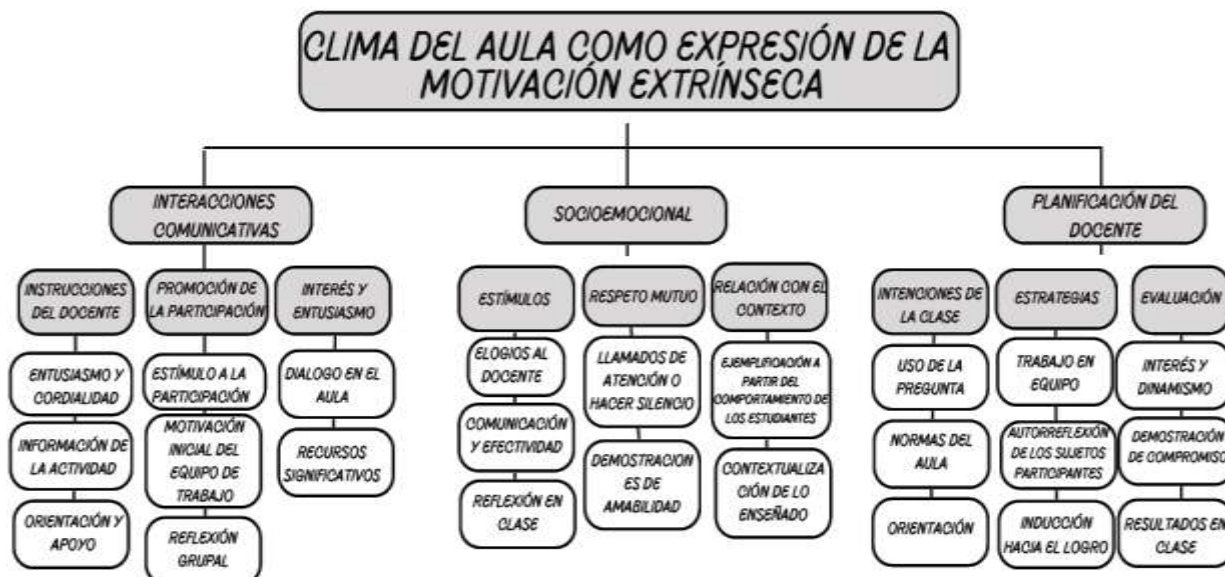 CLIMA DEL AULA COMO EXPRESIÓN DE LA
MOTIVACIÓN EXTRÍNSECA
INTERACCIONES
COMUNICATIVAS
INSTRUCCIONES
DEL DOCENTE
ENTUSIASMO Y
CORDIALIDAD
INFORMACIÓN DE
LA ACTIVIDAD
ORIENTACIÓN Y
APOYO
PROMOCIÓN DE
LA PARTICIPACIÓN
ESTÍMULO A LA
PARTICIPACIÓN
MOTIVACIÓN
INICIAL DEL
EQUIPO DE
TRABAJO
REFLEXIÓN
GRUPAL
INTERÉS Y
ENTUSIASMO
DIALOGO EN EL
AULA
RECURSOS
SIGNIFICATIVOS
SOCIOEMOCIONAL
ESTÍMULOS
ELOGIOS AL
DOCENTE
COMUNICACIÓN
Y EFECTIVIDAD
REFLEXIÓN EN
CLASE
RESPETO MUTUO
LLAMADOS DE
ATENCIÓN O
HACER SILENCIO
DEMOSTRACION
ES DE
AMABILIDAD
RELACIÓN CON EL
CONTEXTO
EJEMPLIFICACIÓN A
PARTIR DEL
COMPORTAMIENTO DE
LOS ESTUDIANTES
CONTEXTUALIZA
CIÓN DE LO
ENSEÑADO
PLANIFICACIÓN DEL
DOCENTE
INTENCIONES DE
LA CLASE
USO DE LA
PREGUNTA
NORMAS DEL
AULA
ORIENTACIÓN
ESTRATEGIAS
TRABAJO EN
EQUIPO
AUTORREFLEXIÓN
DE LOS SUJETOS
PARTICIPANTES
INDUCCIÓN
HACIA EL LOGRO
EVALUACIÓN
INTERÉS Y
DINAMISMO
DEMOSTRACIÓN
DE COMPROMISO
RESULTADOS EN
CLASE